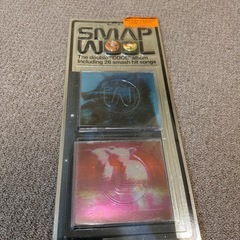 SMAP
WOOL
The double "COOL" album
Including 26 smash hit songs